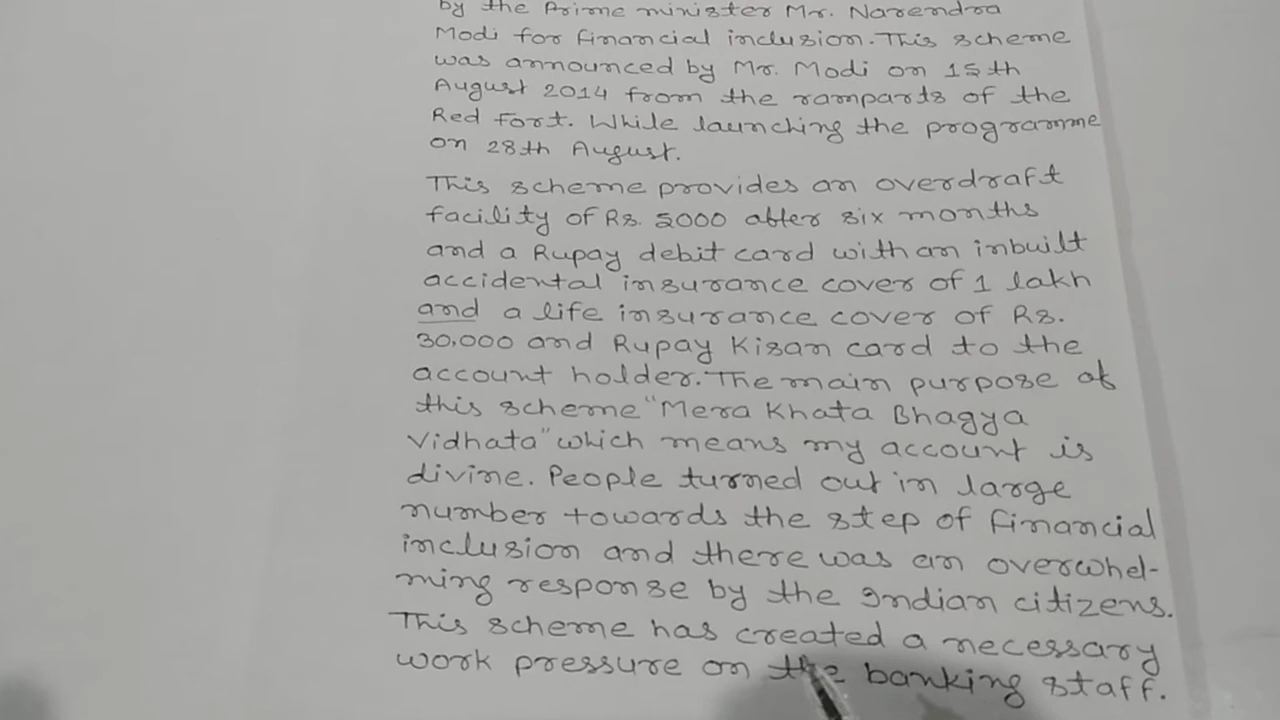 by the Prime minister Mr. Narendra
Modi for financial inclusion. This scheme
was announced by Mr. Modi on 15th
August 2014 from the ramparts of the
Red Fort. While launching the programme
on 28th August.
This scheme provides an overdraft
facility of Rs. 5000 after six months
and a Rupay debit card with an inbuilt
accidental insurance cover of 1 lakh
and a life insurance cover of Rs.
30,000 and Rupay Kisan card to the
account holder. The main purpose of
this scheme "Mera Khata Bhagya
Vidhata" which means my account is
divine. People turned out in large
number towards the step of financial
inclusion and there was an overwhel-
ming response by the Indian citizens.
This scheme has created a necessary
work pressure on the banking staff.